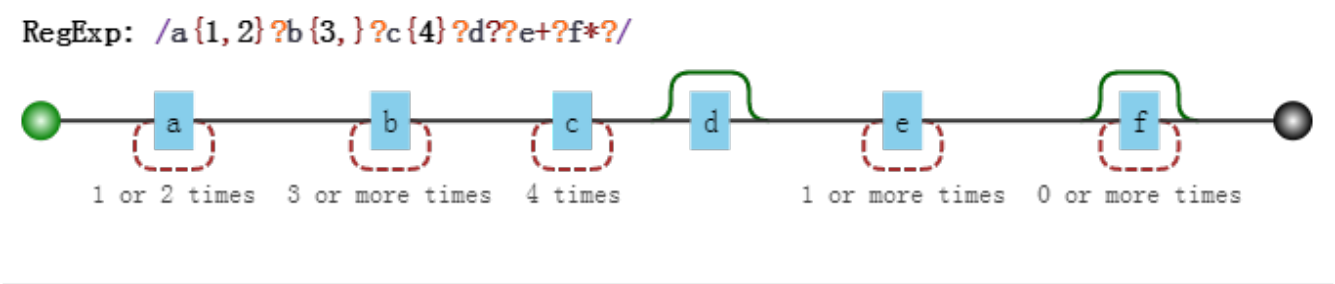 RegExp: /a{1,2}?b{3,}?c{4}?d??e+?f*?/
a b c d e f
1 or 2 times 3 or more times 4 times 1 or more times 0 or more times